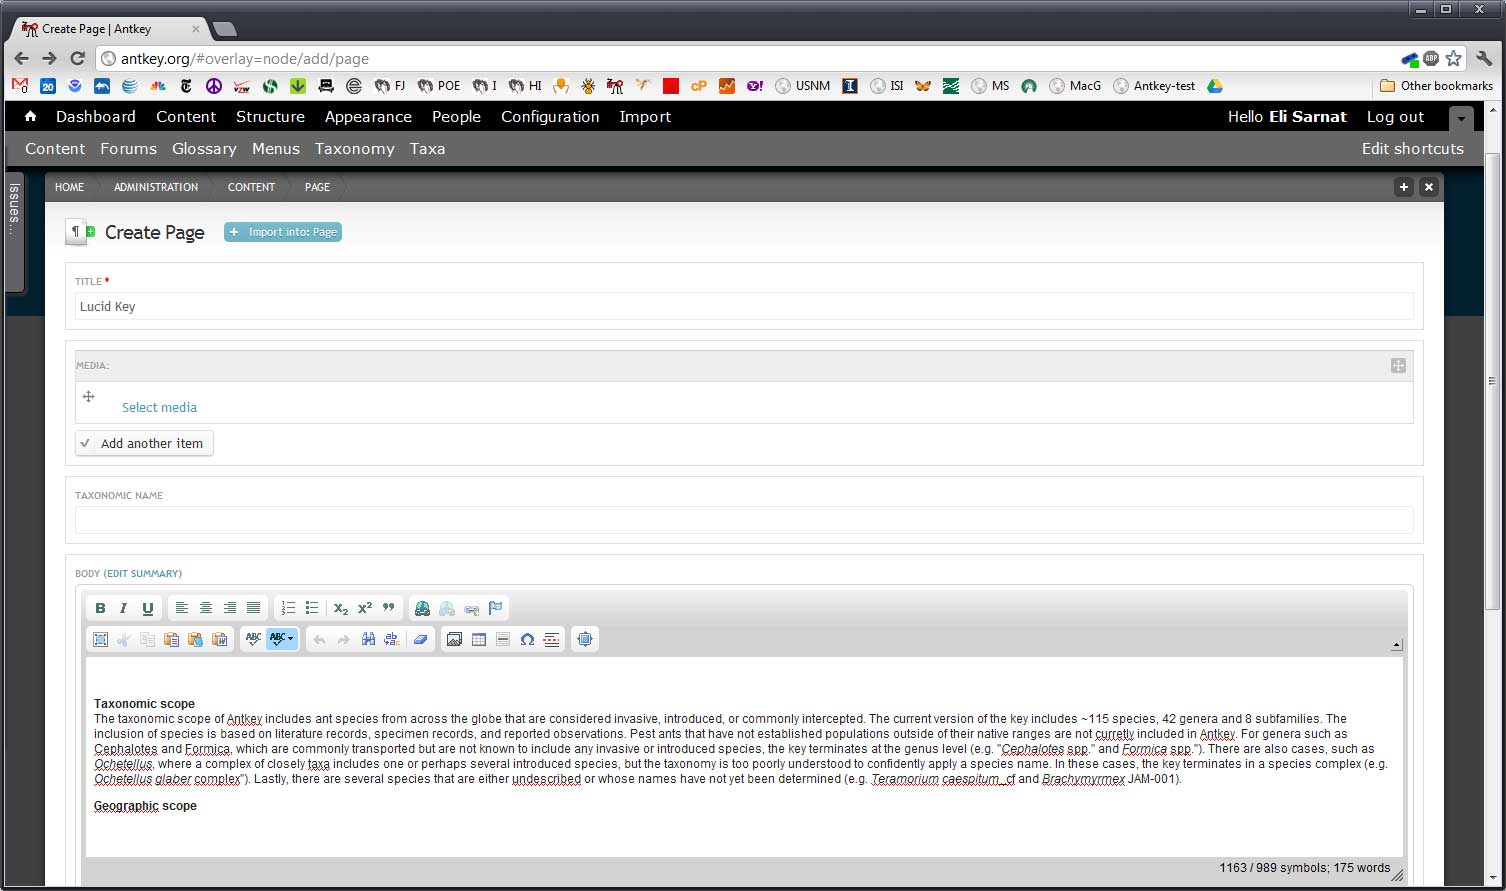 Create Page | Antkey
antkey.org/#overlay=node/add/page
ABP
0 20 FJ POE I HI cP Y! USNM I ISI MS MacG Antkey-test Other bookmarks
Dashboard Content Structure Appearance People Configuration Import Hello Eli Sarnat Log out
Content Forums Glossary Menus Taxonomy Taxa Edit shortcuts
Issues...
HOME ADMINISTRATION CONTENT PAGE
Create Page + Import into: Page
TITLE *
Lucid Key
MEDIA:
Select media
Add another item
TAXONOMIC NAME
BODY (EDIT SUMMARY)
B I U X₂ X²
ABC ABC
Taxonomic scope
The taxonomic scope of Antkey includes ant species from across the globe that are considered invasive, introduced, or commonly intercepted. The current version of the key includes ~115 species, 42 genera and 8 subfamilies. The
inclusion of species is based on literature records, specimen records, and reported observations. Pest ants that have not established populations outside of their native ranges are not curretly included in Antkey. For genera such as
Cephalotes and Formica, which are commonly transported but are not known to include any invasive or introduced species, the key terminates at the genus level (e.g. "Cephalotes spp." and Formica spp."). There are also cases, such as
Ochetellus, where a complex of closely taxa includes one or perhaps several introduced species, but the taxonomy is too poorly understood to confidently apply a species name. In these cases, the key terminates in a species complex (e.g.
Ochetellus glaber complex"). Lastly, there are several species that are either undescribed or whose names have not yet been determined (e.g. Teramorium caespitum_cf and Brachymyrmex JAM-001).
Geographic scope
1163 / 989 symbols; 175 words